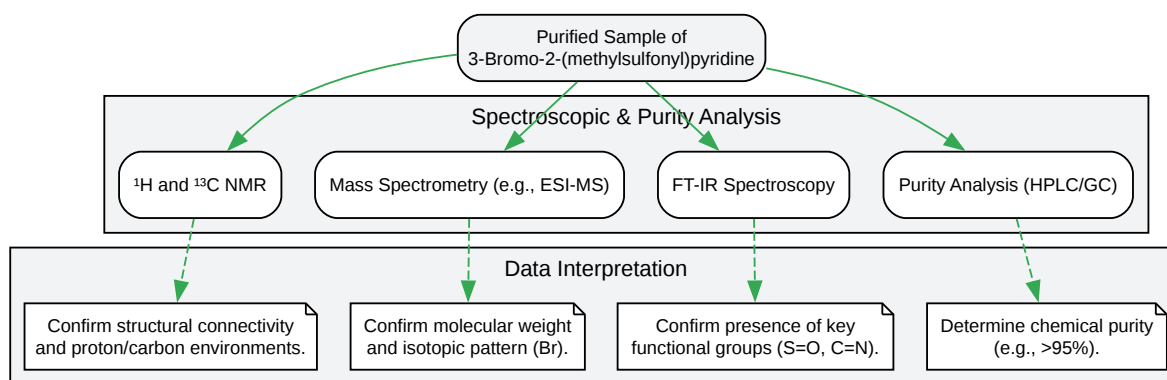 Purified Sample of
3-Bromo-2-(methylsulfonyl)pyridine
Spectroscopic & Purity Analysis
¹H and ¹³C NMR
Mass Spectrometry (e.g., ESI-MS)
FT-IR Spectroscopy
Purity Analysis (HPLC/GC)
Data Interpretation
Confirm structural connectivity
and proton/carbon environments.
Confirm molecular weight
and isotopic pattern (Br).
Confirm presence of key
functional groups (S=O, C=N).
Determine chemical purity
(e.g., >95%).